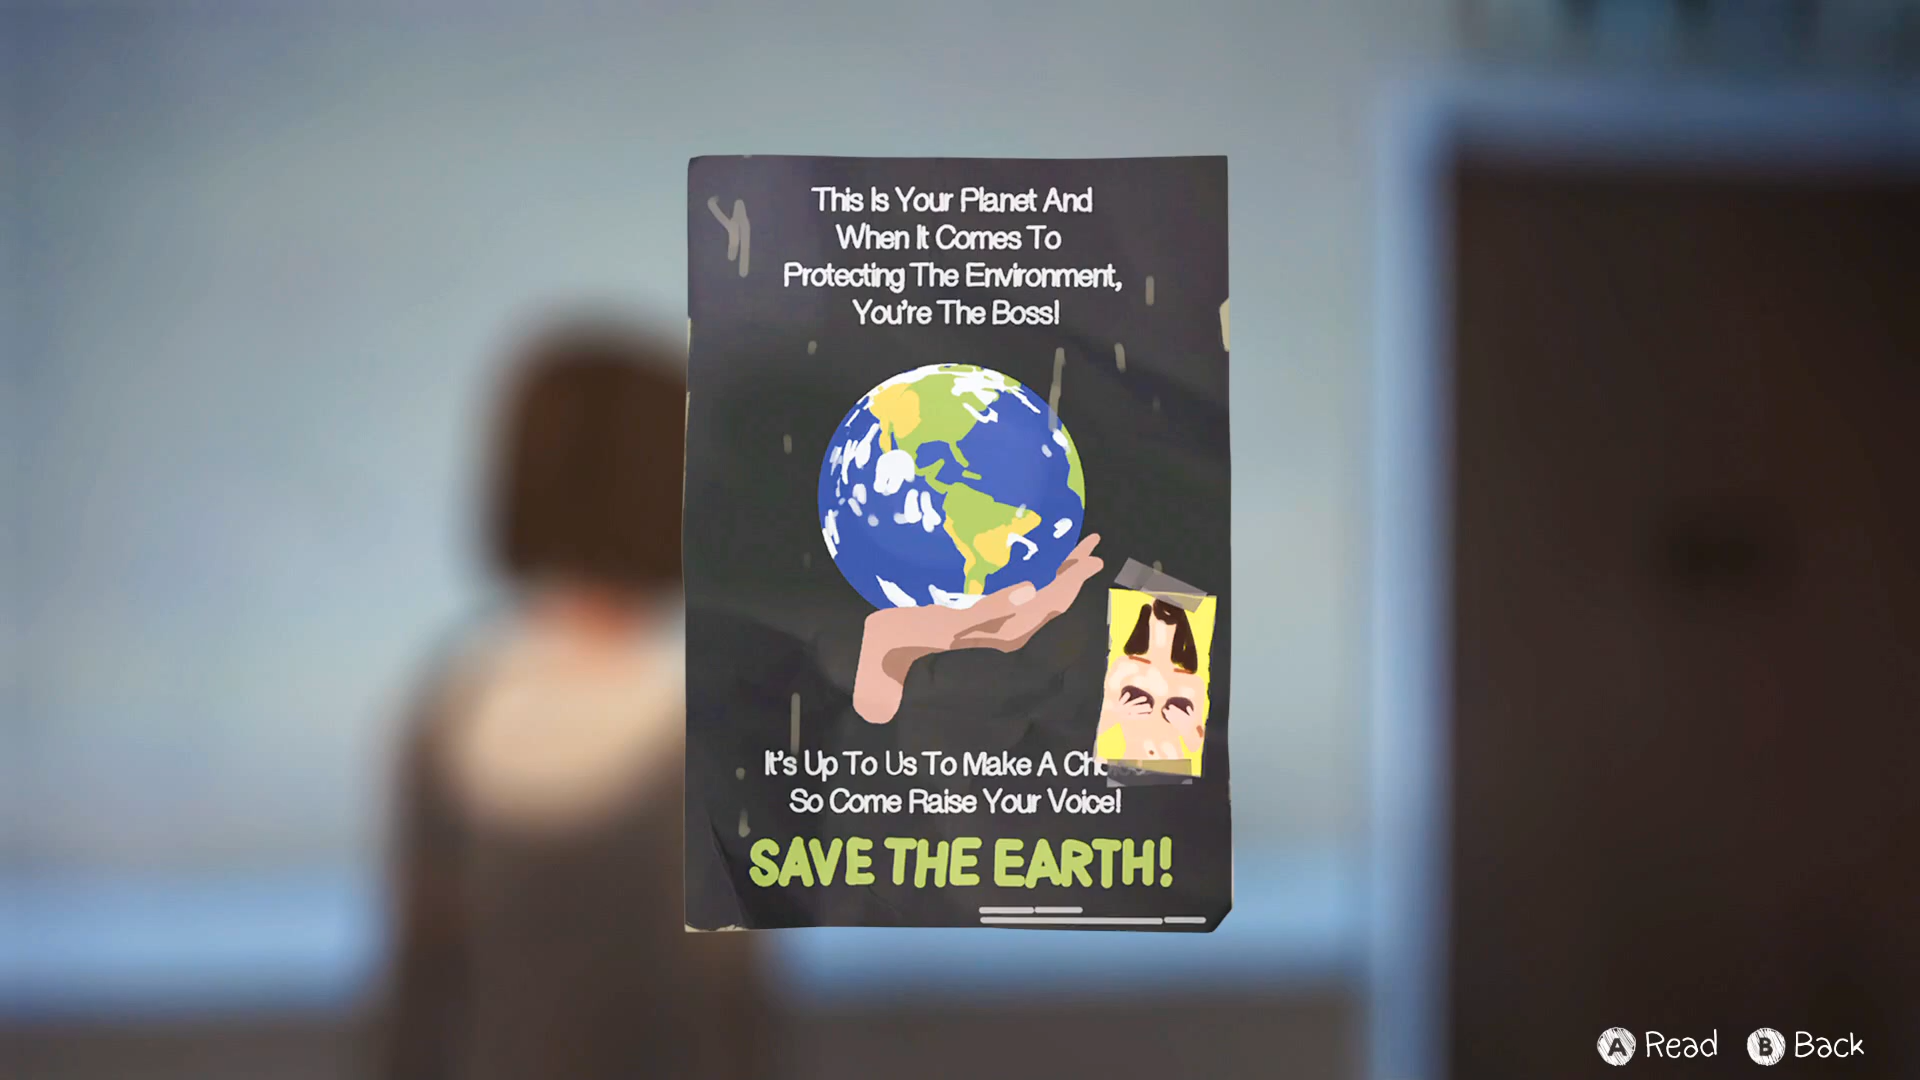 This Is Your Planet And
When It Comes To
Protecting The Environment,
You're The Boss!
It's Up To Us To Make A
So Come Raise Your Voice!
SAVE THE EARTH!
A Read B Back